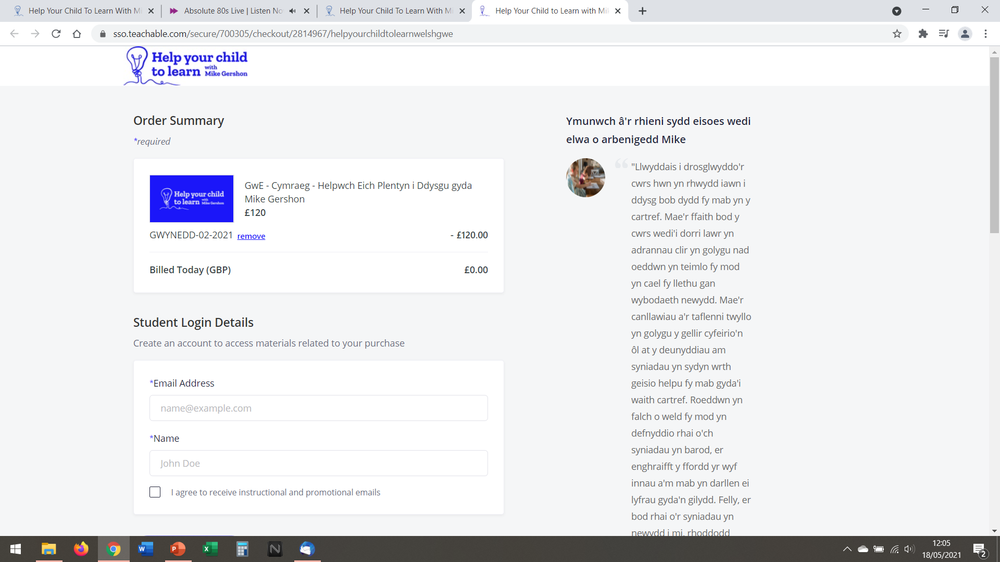 Help Your Child To Learn With Mi
Absolute 80s Live | Listen No
Help Your Child To Learn With Mi
Help Your Child to Learn with Mik
sso.teachable.com/secure/700305/checkout/2814967/helpyourchildtolearnwelshgwe
Help your child
to learn with Mike Gershon
Order Summary
*required
Help your child
to learn with Mike Gershon
GwE - Cymraeg - Helpwch Eich Plentyn i Ddysgu gyda
Mike Gershon
£120
GWYNEDD-02-2021 remove - £120.00
Billed Today (GBP) £0.00
Student Login Details
Create an account to access materials related to your purchase
*Email Address
name@example.com
*Name
John Doe
I agree to receive instructional and promotional emails
Ymunwch â'r rhieni sydd eisoes wedi
elwa o arbenigedd Mike
"Llwyddais i drosglwyddo'r
cwrs hwn yn rhwydd iawn i
ddysg bob dydd fy mab yn y
cartref. Mae'r ffaith bod y
cwrs wedi'i dorri lawr yn
adrannau clir yn golygu nad
oeddwn yn teimlo fy mod
yn cael fy llethu gan
wybodaeth newydd. Mae'r
canllawiau a'r taflenni twyllo
yn golygu y gellir cyfeirio'n
ôl at y deunyddiau am
syniadau yn sydyn wrth
geisio helpu fy mab gyda'i
waith cartref. Roeddwn yn
falch o weld fy mod yn
defnyddio rhai o'ch
syniadau yn barod, er
enghraifft y ffordd yr wyf
innau a'm mab yn darllen ei
lyfrau gyda'n gilydd. Felly, er
bod rhai o'r syniadau yn
newydd i mi, rhoddodd
12:05
18/05/2021
2